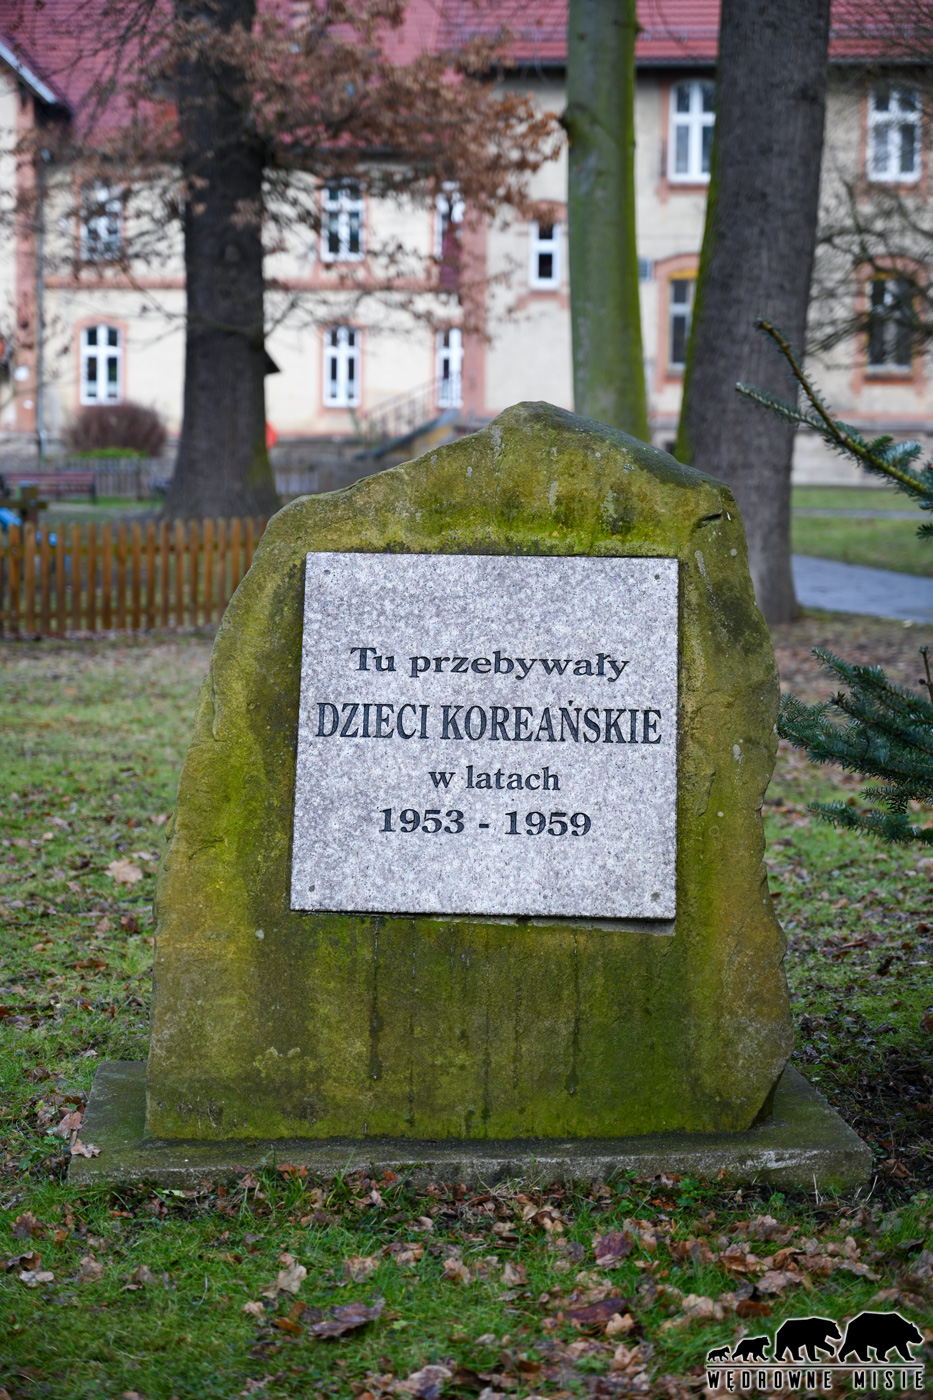 Tu przebywały
DZIECI KOREAŃSKIE
w latach
1953 - 1959
WĘDROWNE MISIE